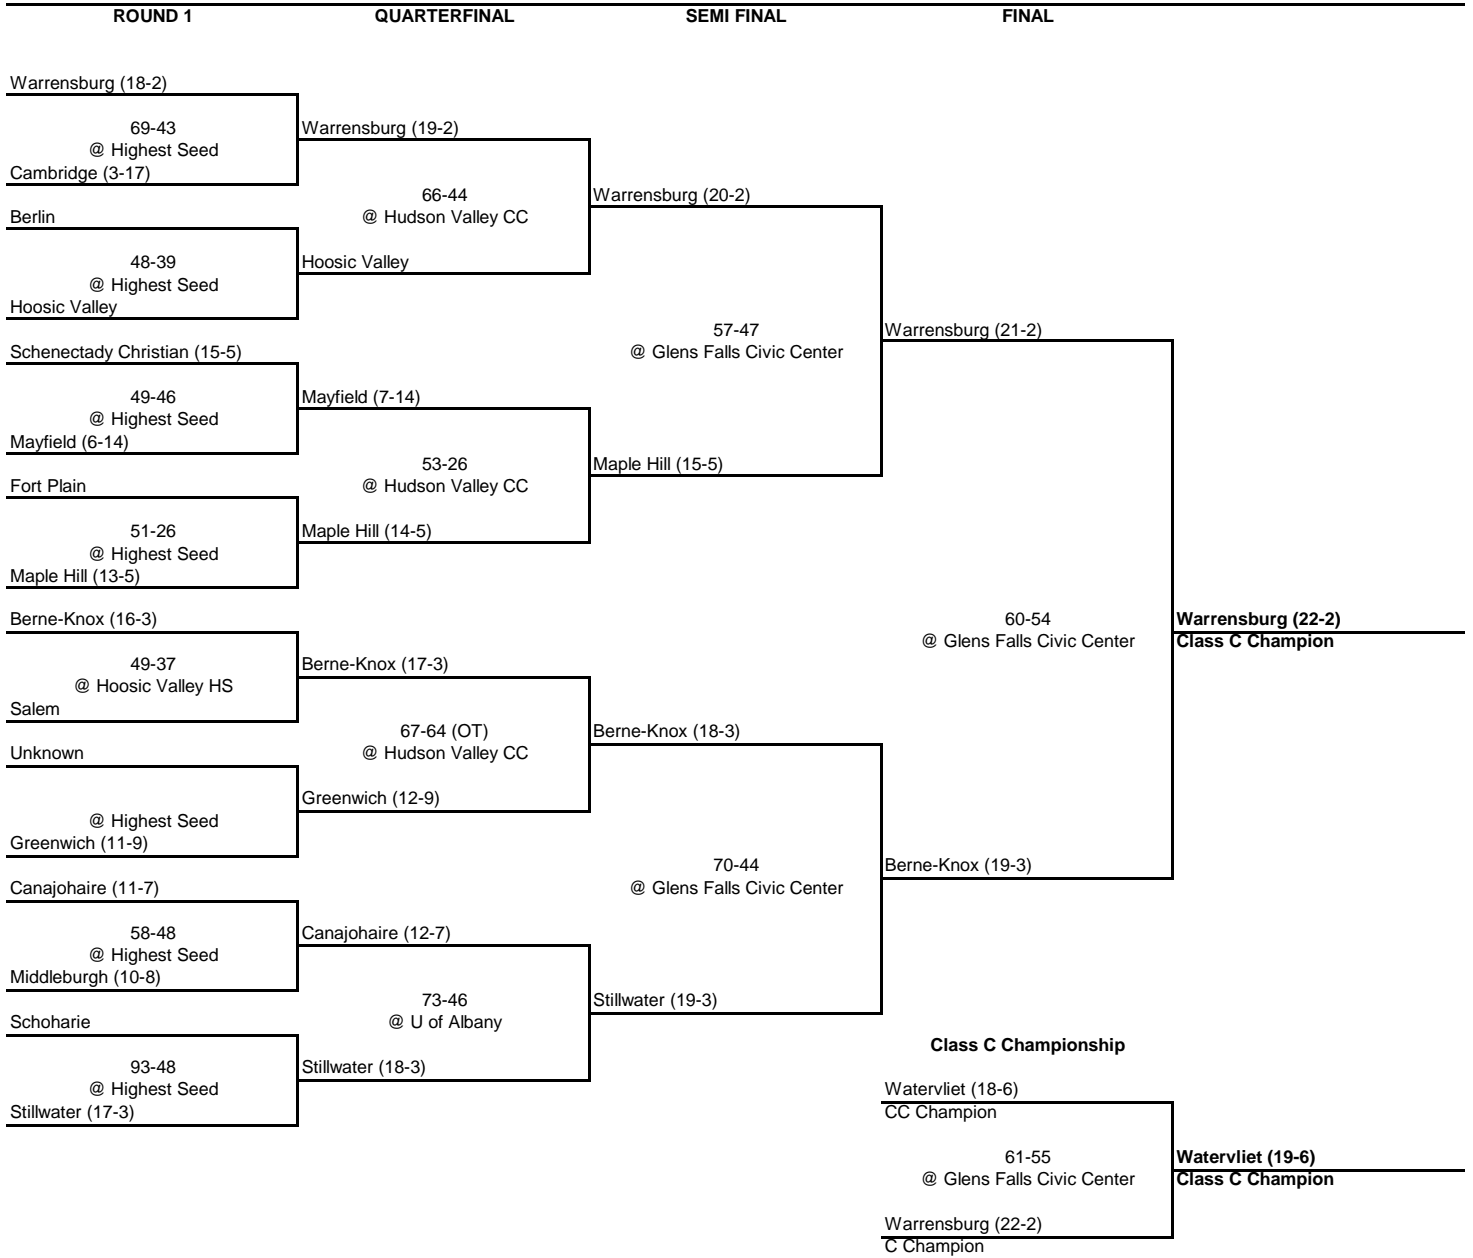 ROUND 1 QUARTERFINAL SEMI FINAL FINAL
Warrensburg (18-2)
69-43
@ Highest Seed
Cambridge (3-17)
Berlin
48-39
@ Highest Seed
Hoosic Valley
Schenectady Christian (15-5)
49-46
@ Highest Seed
Mayfield (6-14)
Fort Plain
51-26
@ Highest Seed
Maple Hill (13-5)
Berne-Knox (16-3)
49-37
@ Hoosic Valley HS
Salem
Unknown
@ Highest Seed
Greenwich (11-9)
Canajohaire (11-7)
58-48
@ Highest Seed
Middleburgh (10-8)
Schoharie
93-48
@ Highest Seed
Stillwater (17-3)
Warrensburg (19-2)
66-44
@ Hudson Valley CC
Hoosic Valley
Mayfield (7-14)
53-26
@ Hudson Valley CC
Maple Hill (14-5)
Berne-Knox (17-3)
67-64 (OT)
@ Hudson Valley CC
Greenwich (12-9)
Canajohaire (12-7)
73-46
@ U of Albany
Stillwater (18-3)
Warrensburg (20-2)
57-47
@ Glens Falls Civic Center
Maple Hill (15-5)
Berne-Knox (18-3)
70-44
@ Glens Falls Civic Center
Stillwater (19-3)
Warrensburg (21-2)
60-54
@ Glens Falls Civic Center
Berne-Knox (19-3)
Warrensburg (22-2)
Class C Champion
Class C Championship
Watervliet (18-6)
CC Champion
61-55
@ Glens Falls Civic Center
Warrensburg (22-2)
C Champion
Watervliet (19-6)
Class C Champion